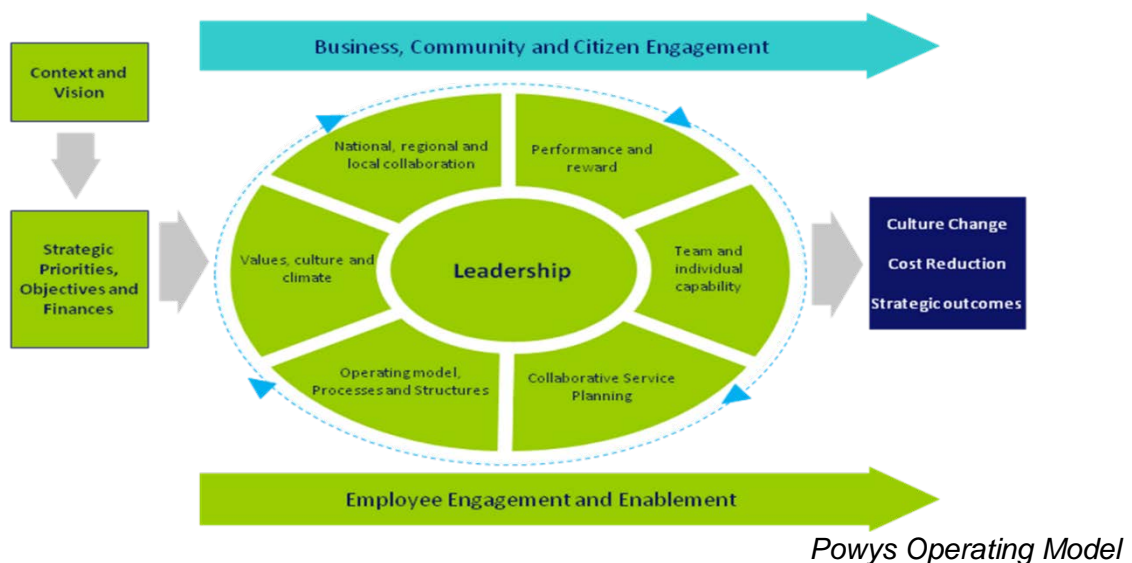 Business, Community and Citizen Engagement
Context and
Vision
Strategic
Priorities,
Objectives and
Finances
National, regional and
local collaboration
Performance and
reward
Values, culture and
climate
Leadership
Team and
individual
capability
Operating model,
Processes and Structures
Collaborative Service
Planning
Culture Change
Cost Reduction
Strategic outcomes
Employee Engagement and Enablement
Powys Operating Model